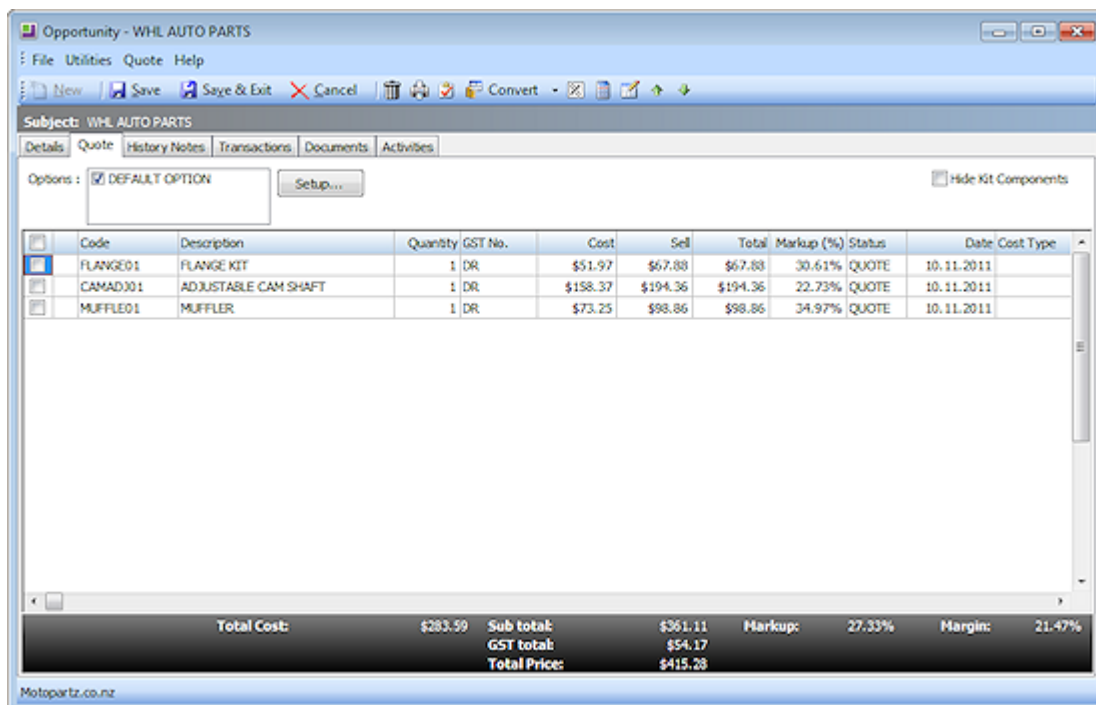 Opportunity - WHL AUTO PARTS
File Utilities Quote Help
New Save Save & Exit Cancel Convert
Subject: WHL AUTO PARTS
Details Quote History Notes Transactions Documents Activities
Options : DEFAULT OPTION Setup... Hide Kit Components
Code Description Quantity GST No. Cost Sell Total Markup (%) Status Date Cost Type
FLANGE01 FLANGE KIT 1 DR $51.97 $67.88 $67.88 30.61% QUOTE 10.11.2011
CAMADJ01 ADJUSTABLE CAM SHAFT 1 DR $158.37 $194.36 $194.36 22.73% QUOTE 10.11.2011
MUFFLE01 MUFFLER 1 DR $73.25 $98.86 $98.86 34.97% QUOTE 10.11.2011
Total Cost: $283.59 Sub total: $361.11 Markup: 27.33% Margin: 21.47%
GST total: $54.17
Total Price: $415.28
Motopartz.co.nz